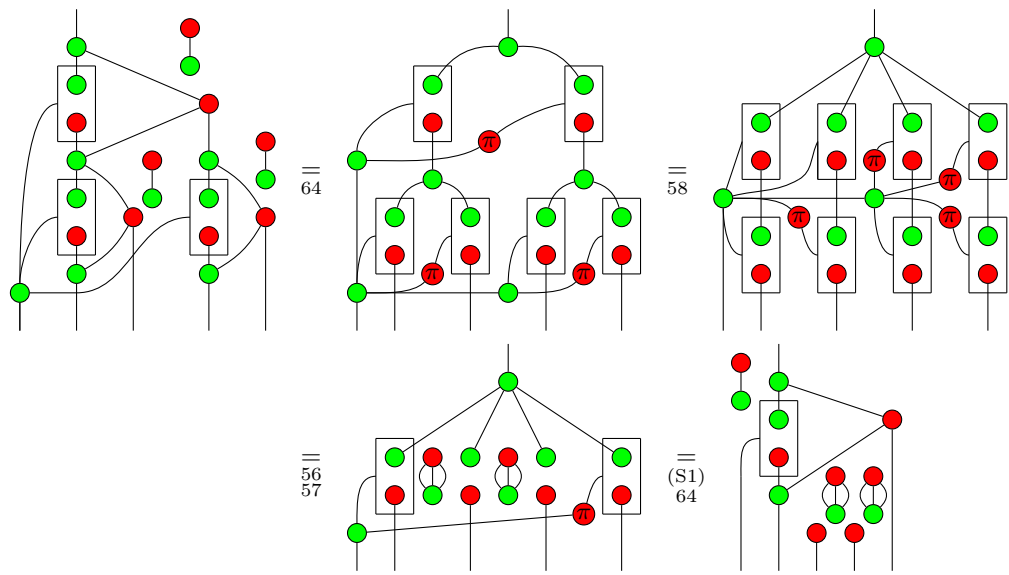 π
= π =
64 58
π
π π π
π
= =
56 (S1)
57 64
π